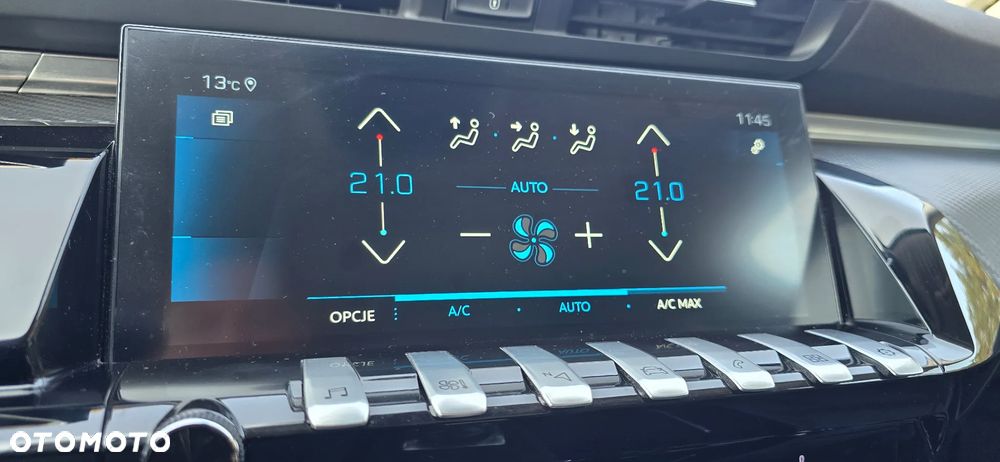 13°C
11:45
21.0
21.0
AUTO
OPCJE
A/C
AUTO
A/C MAX
OTOMOTO